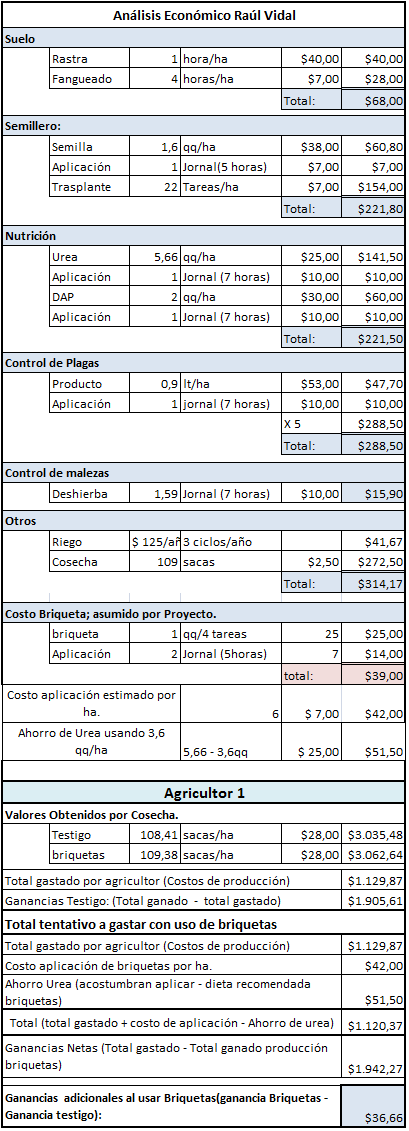 Análisis Económico Raúl Vidal
Suelo
Rastra 1 hora/ha $40,00 $40,00
Fangueado 4 horas/ha $7,00 $28,00
Total: $68,00
Semillero:
Semilla 1,6 qq/ha $38,00 $60,80
Aplicación 1 Jornal(5 horas) $7,00 $7,00
Trasplante 22 Tareas/ha $7,00 $154,00
Total: $221,80
Nutrición
Urea 5,66 qq/ha $25,00 $141,50
Aplicación 1 Jornal (7 horas) $10,00 $10,00
DAP 2 qq/ha $30,00 $60,00
Aplicación 1 Jornal (7 horas) $10,00 $10,00
Total: $221,50
Control de Plagas
Producto 0,9 lt/ha $53,00 $47,70
Aplicación 1 jornal (7 horas) $10,00 $10,00
X 5 $288,50
Total: $288,50
Control de malezas
Deshierba 1,59 Jornal (7 horas) $10,00 $15,90
Otros
Riego $ 125/añ 3 ciclos/año $41,67
Cosecha 109 sacas $2,50 $272,50
Total: $314,17
Costo Briqueta; asumido por Proyecto.
briqueta 1 qq/4 tareas 25 $25,00
Aplicación 2 Jornal (5horas) 7 $14,00
total: $39,00
Costo aplicación estimado por
ha. 6 $ 7,00 $42,00
Ahorro de Urea usando 3,6
qq/ha 5,66 - 3,6qq $ 25,00 $51,50
Agricultor 1
Valores Obtenidos por Cosecha.
Testigo 108,41 sacas/ha $28,00 $3.035,48
briquetas 109,38 sacas/ha $28,00 $3.062,64
Total gastado por agricultor (Costos de producción) $1.129,87
Ganancias Testigo: (Total ganado - total gastado) $1.905,61
Total tentativo a gastar con uso de briquetas
Total gastado por agricultor (Costos de producción) $1.129,87
Costo aplicación de briquetas por ha. $42,00
Ahorro Urea (acostumbran aplicar - dieta recomendada
briquetas) $51,50
Total (total gastado + costo de aplicación - Ahorro de urea) $1.120,37
Ganancias Netas (Total gastado - Total ganado producción
briquetas) $1.942,27
Ganancias adicionales al usar Briquetas(ganancia Briquetas -
Ganancia testigo): $36,66